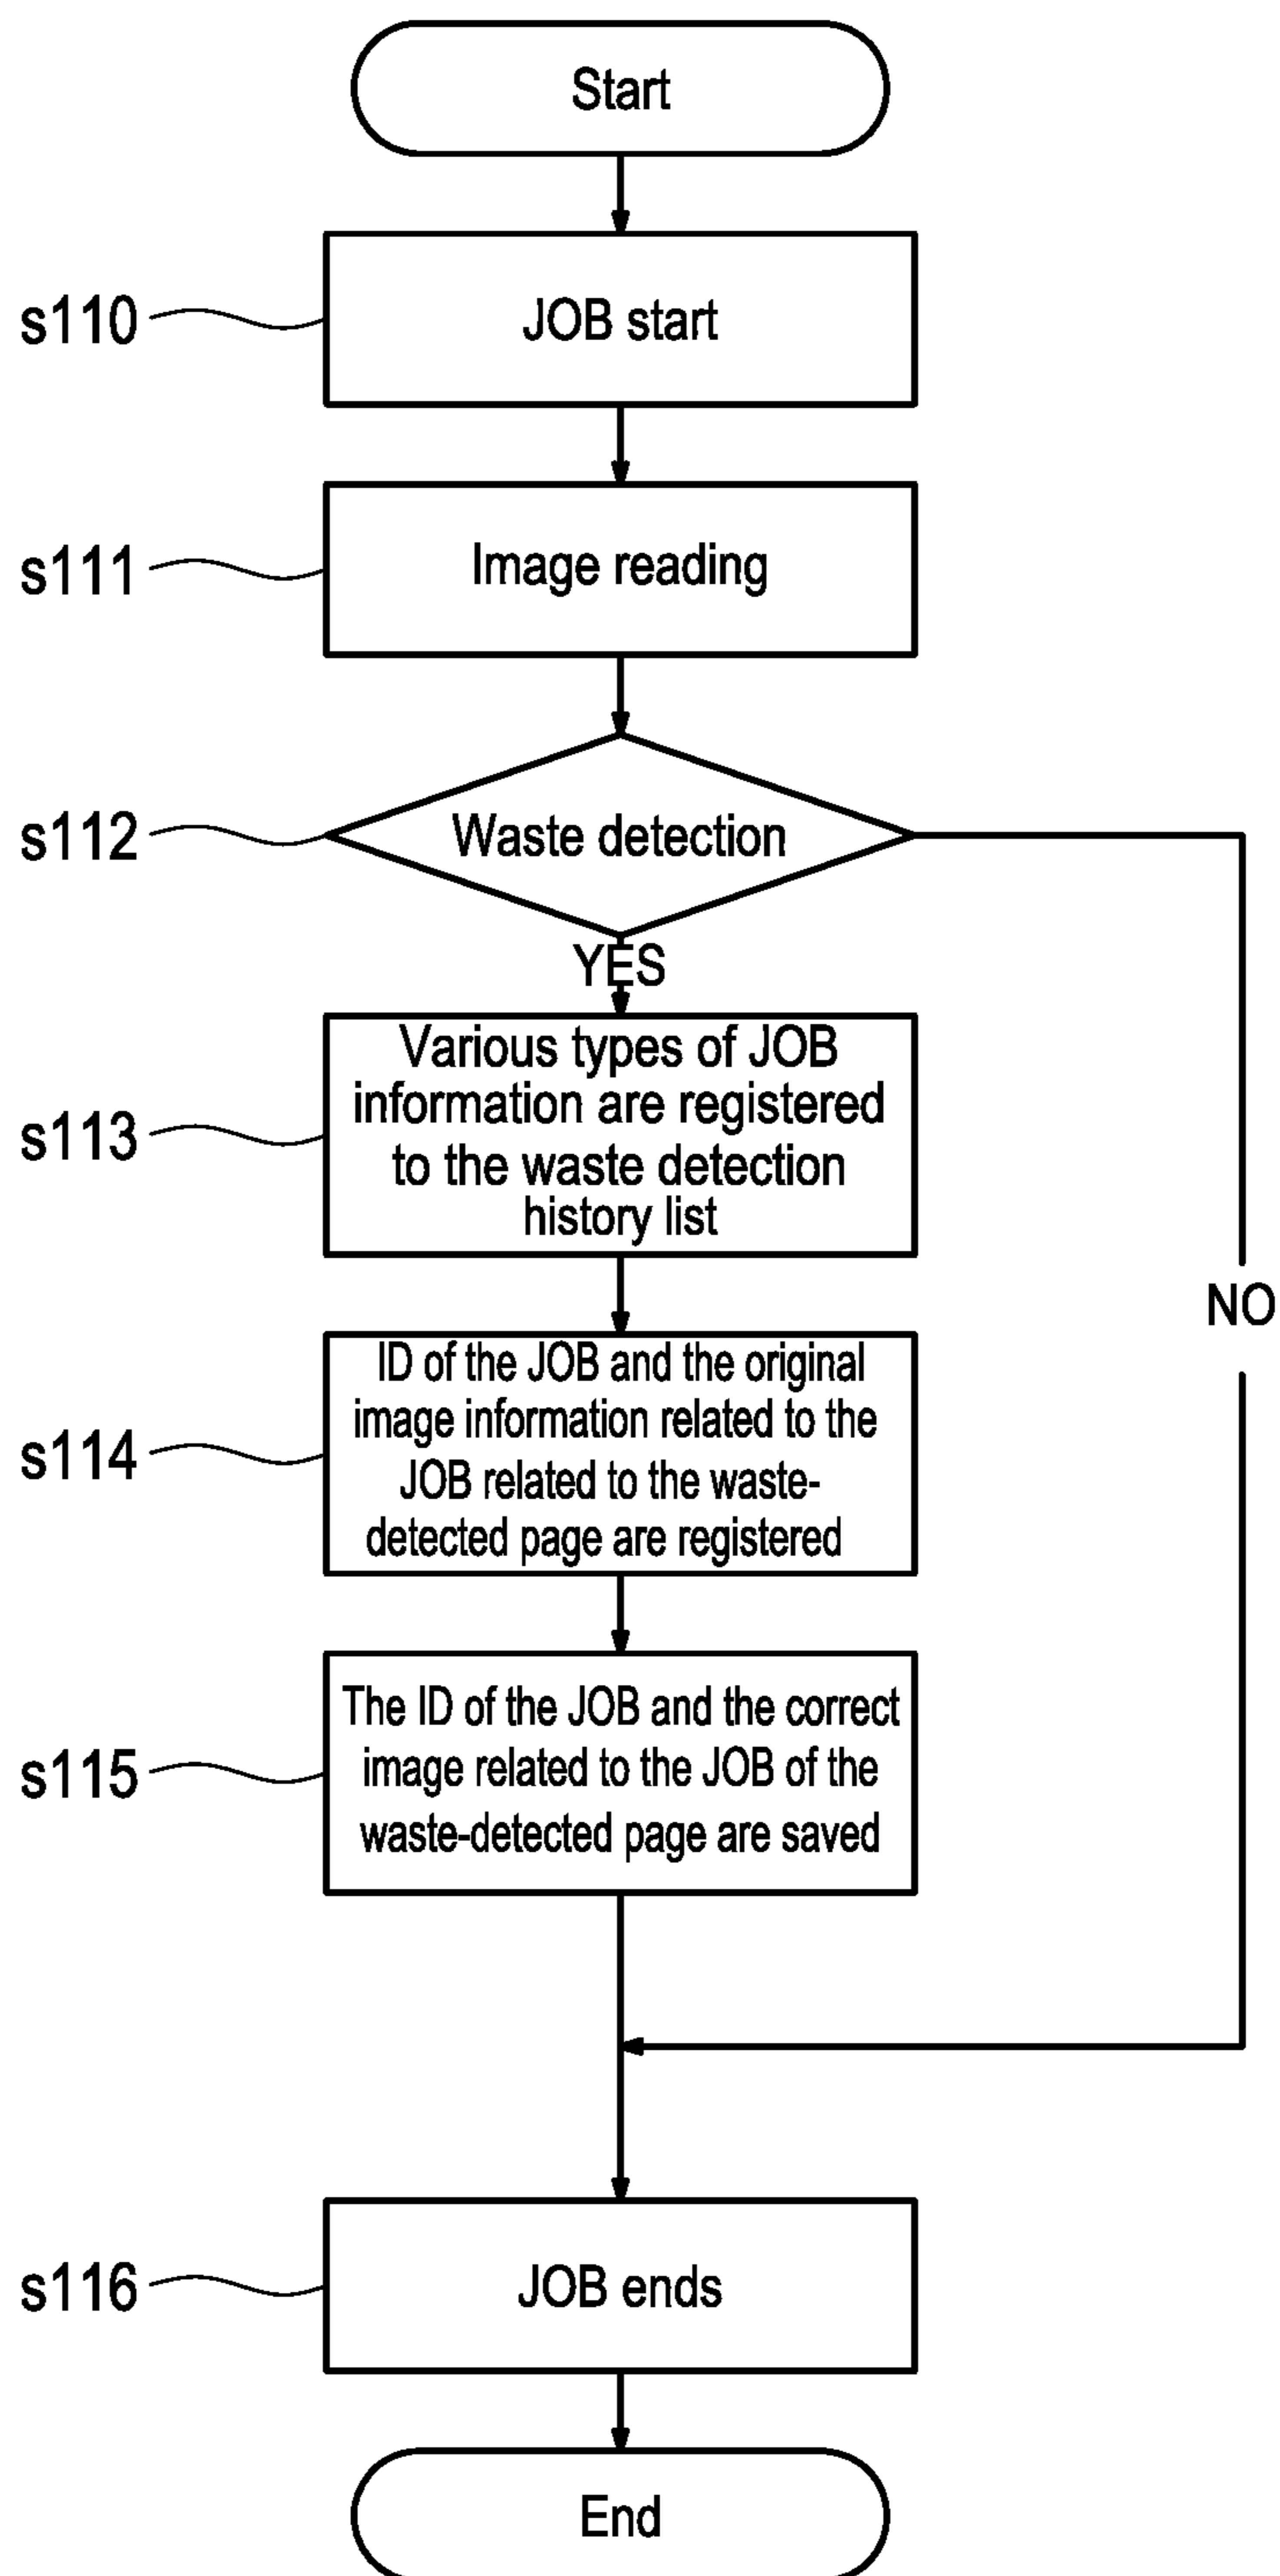 Start
s110
JOB start
s111
Image reading
s112
Waste detection
YES
s113
Various types of JOB
information are registered
to the waste detection
history list
NO
s114
ID of the JOB and the original
image information related to the
JOB related to the waste-
detected page are registered
s115
The ID of the JOB and the correct
image related to the JOB of the
waste-detected page are saved
s116
JOB ends
End